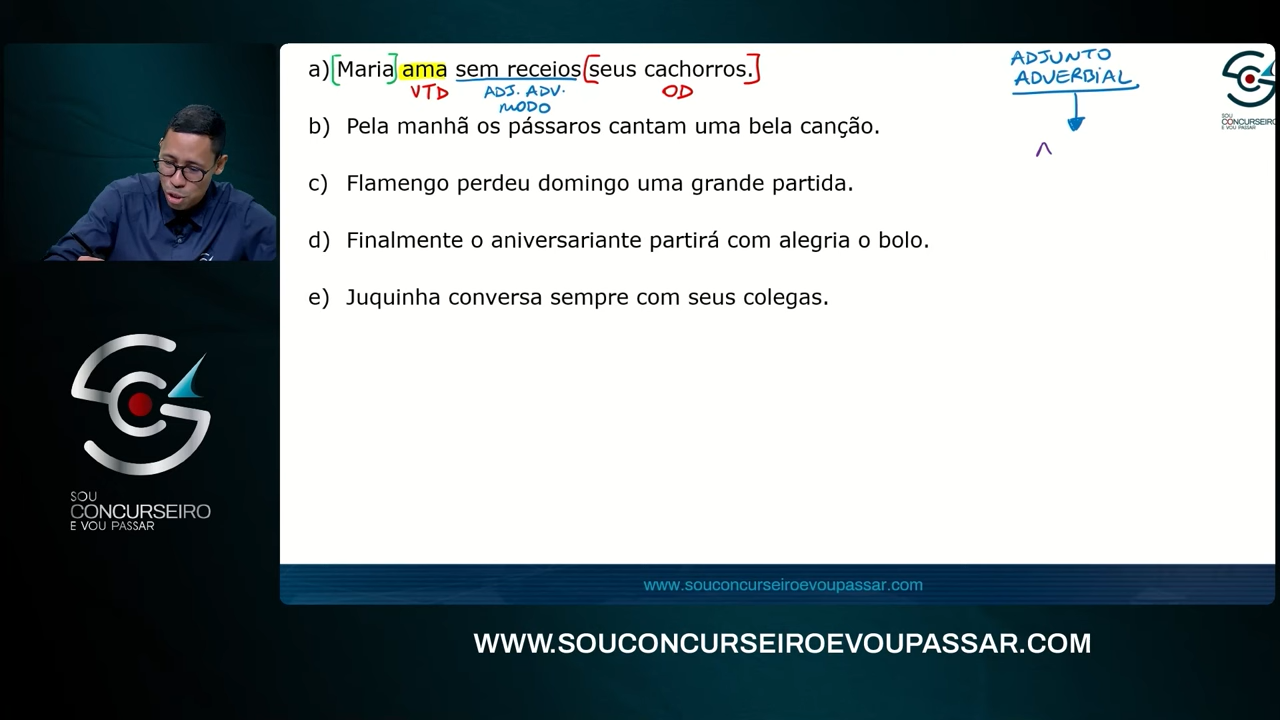 a) [Maria] ama sem receios [seus cachorros.]
VTD ADJ. ADV. MODO OD
b) Pela manhã os pássaros cantam uma bela canção.
c) Flamengo perdeu domingo uma grande partida.
d) Finalmente o aniversariante partirá com alegria o bolo.
e) Juquinha conversa sempre com seus colegas.
ADJUNTO
ADVERBIAL
SOU
CONCURSEIRO
E VOU PASSAR
SOU
CONCURSEIRO
E VOU PASSAR
www.souconcurseiroevoupassar.com
WWW.SOUCONCURSEIROEVOUPASSAR.COM